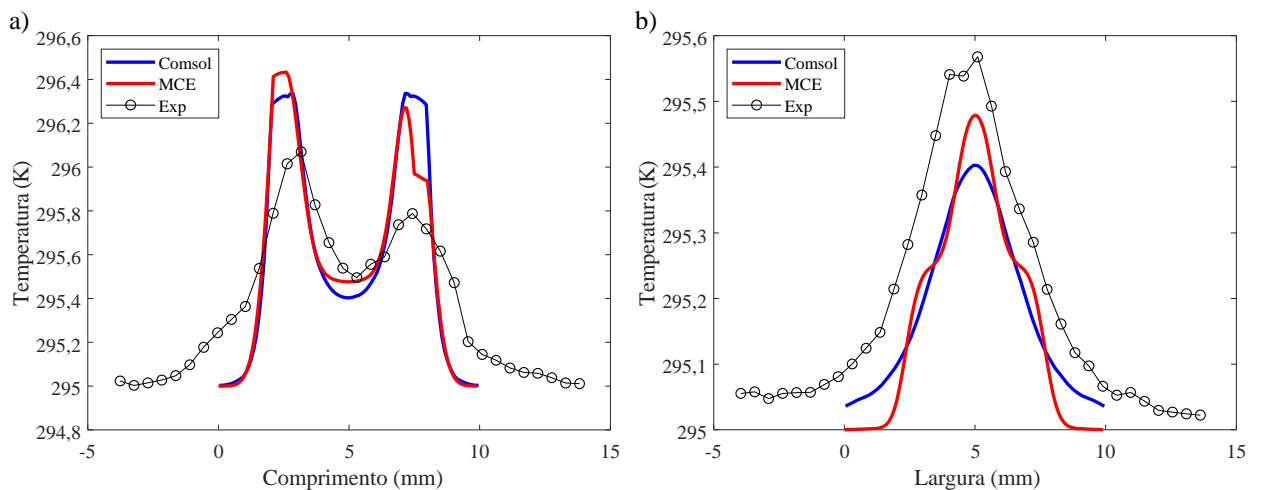 a)
296,6
296,4
296,2
296
295,8
295,6
295,4
295,2
295
294,8
-5
0
5
10
15
Temperatura (K)
Comprimento (mm)
Comsol
MCE
Exp
b)
295,6
295,5
295,4
295,3
295,2
295,1
295
-5
0
5
10
15
Temperatura (K)
Largura (mm)
Comsol
MCE
Exp